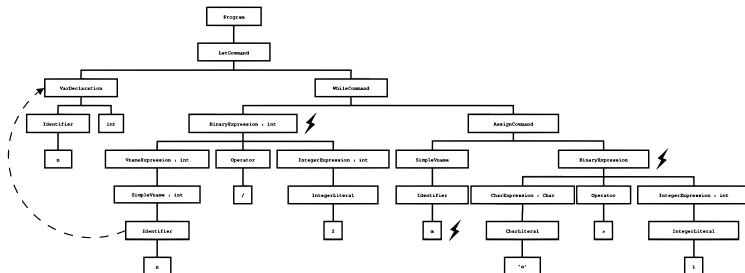 Program
LetCommand
VarDeclaration
WhileCommand
Identifier
int
BinaryExpression : int
AssignCommand
n
VnameExpression : int
Operator
IntegerExpression : int
SimpleVname
BinaryExpression
SimpleVname : int
/
IntegerLiteral
Identifier
CharExpression : Char
Operator
IntegerExpression : int
Identifier
2
m
CharLiteral
>
IntegerLiteral
n
1